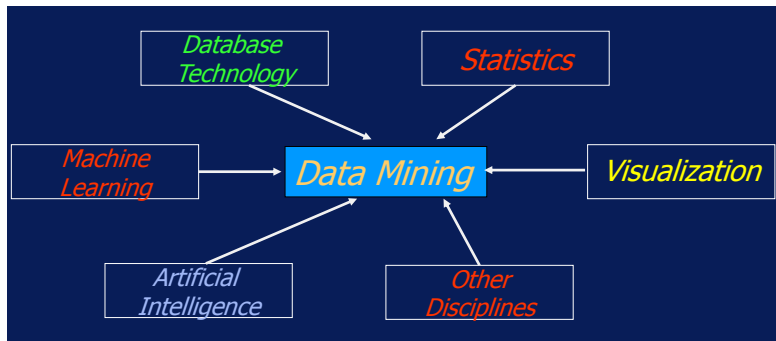 Database
Technology
Statistics
Machine
Learning
Data Mining
Visualization
Artificial
Intelligence
Other
Disciplines